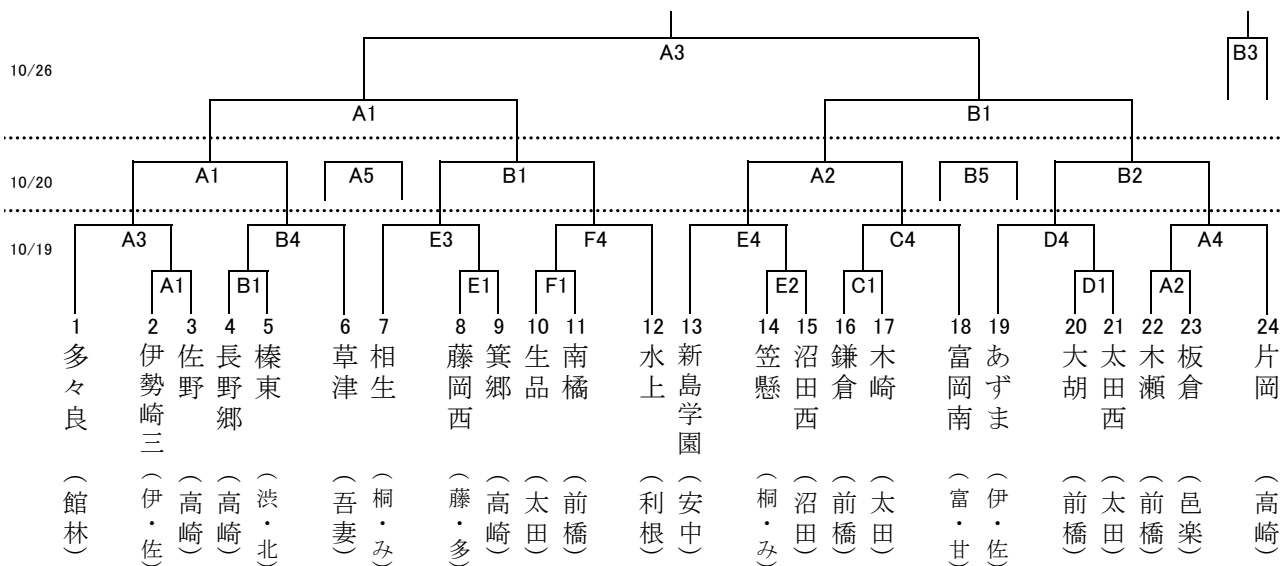 A3
B3
10/26
A1
B1
10/20
A1
A5
B1
A2
B5
B2
10/19
A3
B4
E3
F4
E4
C4
D4
A4
A1
B1
E1
F1
E2
C1
D1
A2
1 多々良 (館林)
2 伊勢崎三 (伊・佐)
3 佐野 (高崎)
4 長野郷 (高崎)
5 榛東 (渋・北)
6 草津 (吾妻)
7 相生 (桐・み)
8 藤岡西 (藤・多)
9 箕郷 (高崎)
10 生品 (太田)
11 南橘 (前橋)
12 水上 (利根)
13 新島学園 (安中)
14 笠懸 (桐・み)
15 沼田西 (沼田)
16 鎌倉 (前橋)
17 木崎 (太田)
18 富岡南 (富・甘)
19 あずま (伊・佐)
20 大胡 (前橋)
21 太田西 (太田)
22 木瀬 (前橋)
23 板倉 (邑楽)
24 片岡 (高崎)